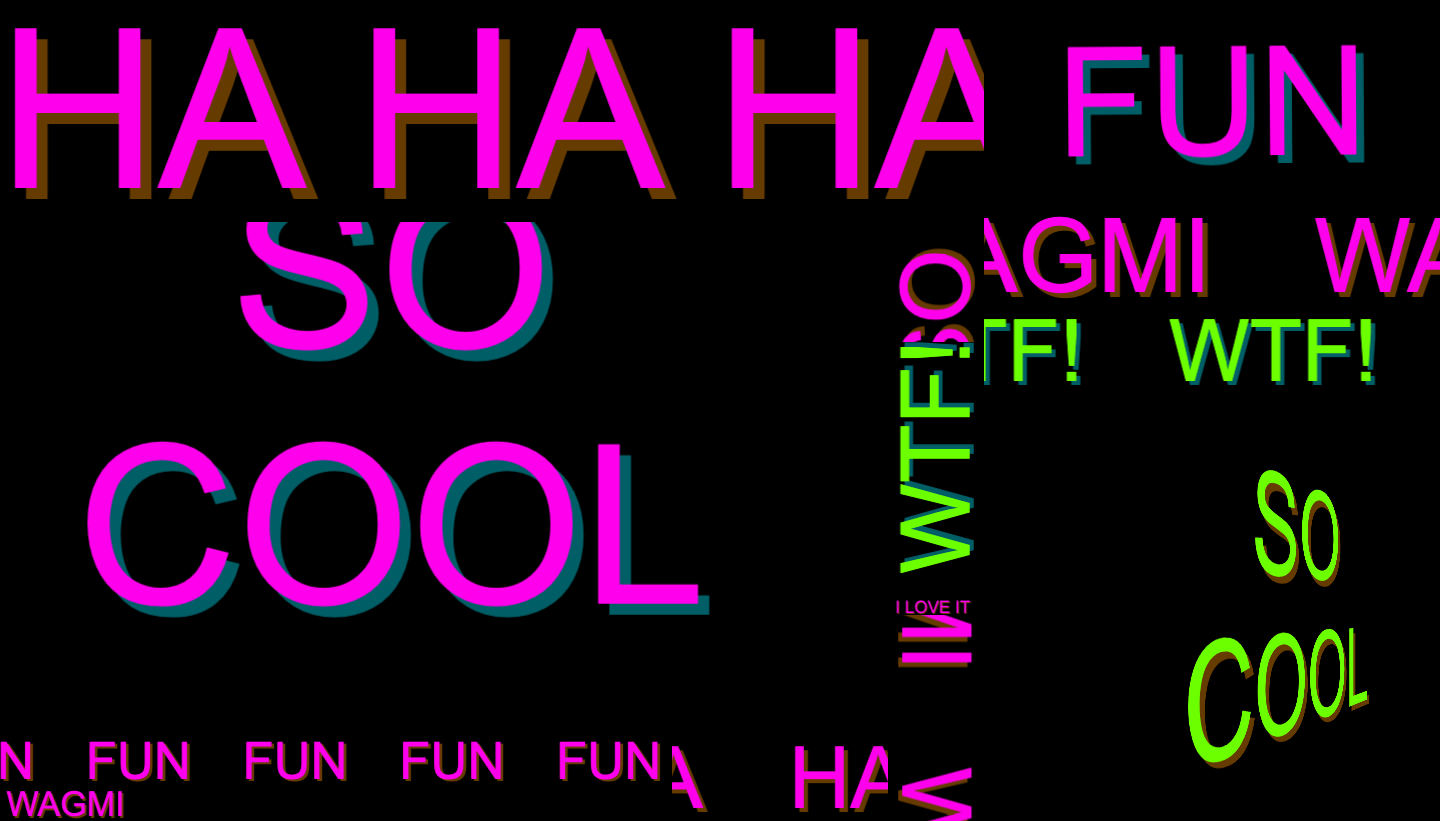 HA HA HA
FUN
AGMI WA
TF! WTF!
SO
COOL
SO
WTF!
I LOVE IT
SO
COOL
N FUN FUN FUN FUN
A HA
WAGMI